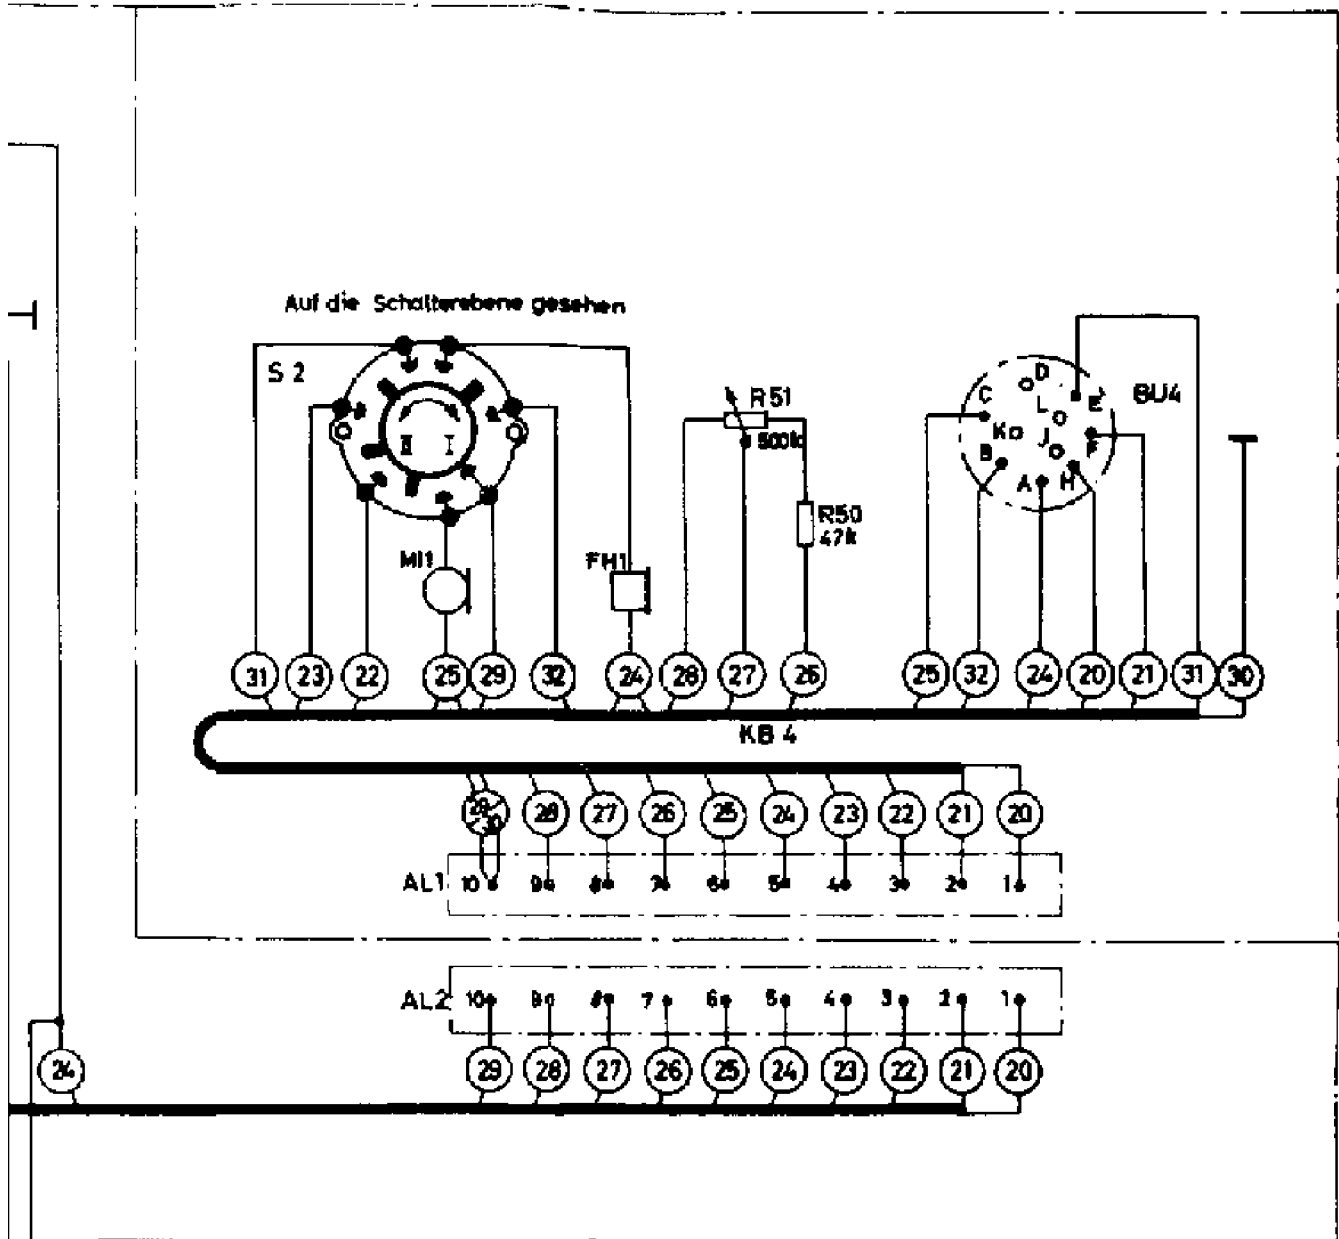 Auf die Schalterebene gesehen
S 2
II I
R51
500k
R50
47k
MI1
FH1
D
C
L
E
BU4
K
J
F
B
A
H
31 23 22 25 29 32 24 28 27 26 25 32 24 20 21 31 30
KB 4
29
30
28 27 26 25 24 23 22 21 20
AL1 10 9 8 7 6 5 4 3 2 1
AL2 10 9 8 7 6 5 4 3 2 1
24 29 28 27 26 25 24 23 22 21 20